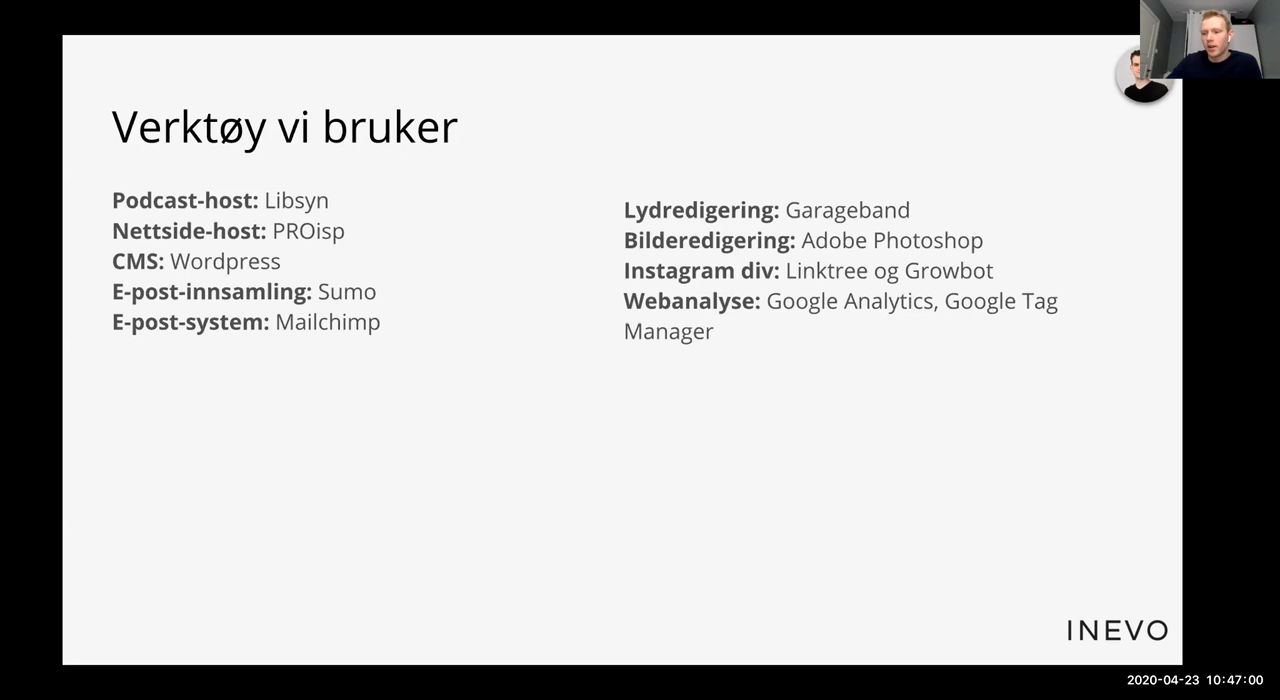 Verktøy vi bruker
Podcast-host: Libsyn
Nettside-host: PROisp
CMS: Wordpress
E-post-innsamling: Sumo
E-post-system: Mailchimp
Lydredigering: Garageband
Bilderedigering: Adobe Photoshop
Instagram div: Linktree og Growbot
Webanalyse: Google Analytics, Google Tag
Manager
INEVO
2020-04-23 10:47:00